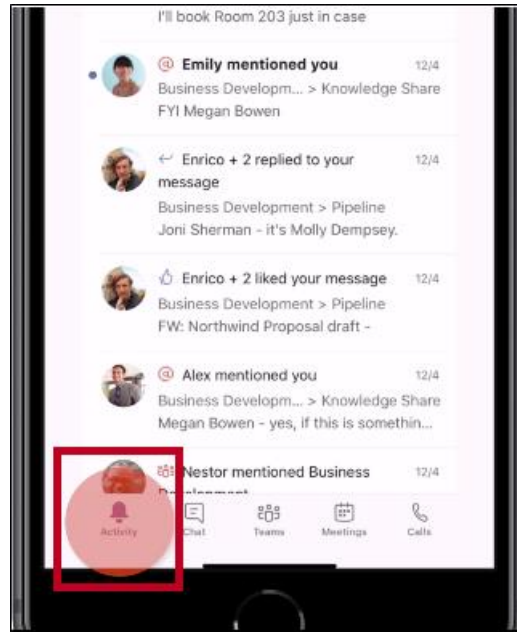 I'll book Room 203 just in case
@ Emily mentioned you 12/4
Business Developm... > Knowledge Share
FYI Megan Bowen
Enrico + 2 replied to your 12/4
message
Business Development > Pipeline
Joni Sherman - it's Molly Dempsey.
Enrico + 2 liked your message 12/4
Business Development > Pipeline
FW: Northwind Proposal draft -
@ Alex mentioned you 12/4
Business Developm... > Knowledge Share
Megan Bowen - yes, if this is somethin...
Nestor mentioned Business 12/4
Development
Activity Chat Teams Meetings Calls